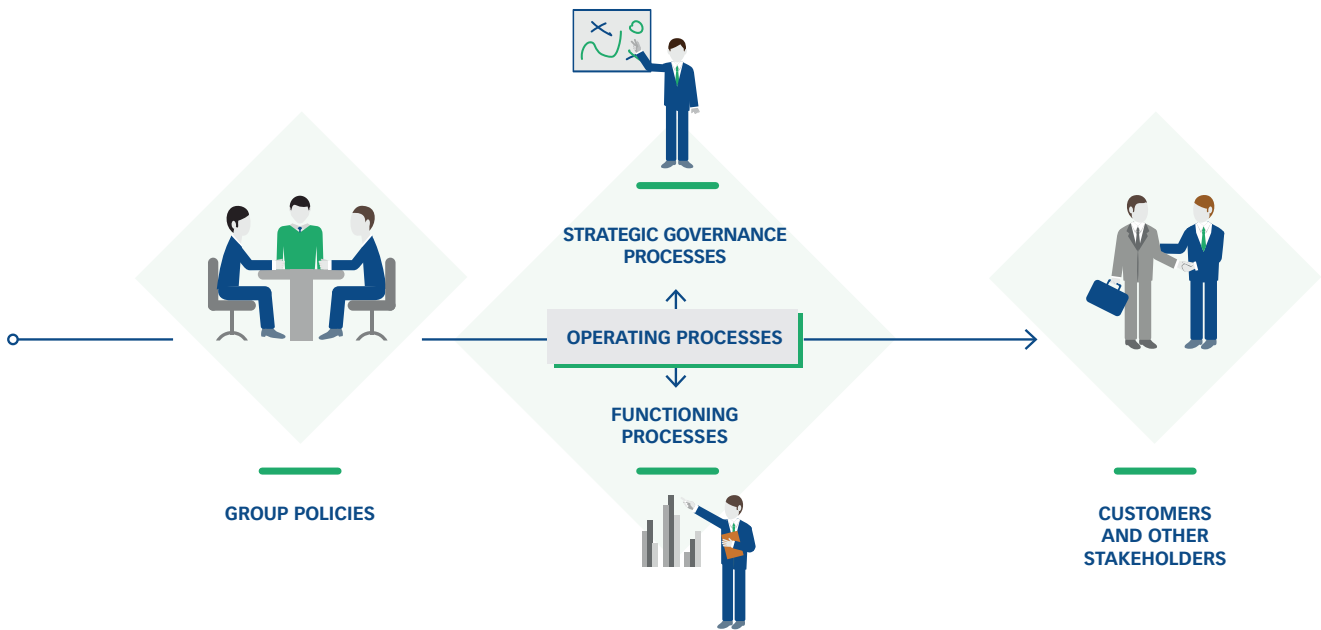 STRATEGIC GOVERNANCE
PROCESSES
OPERATING PROCESSES
FUNCTIONING
PROCESSES
GROUP POLICIES
CUSTOMERS
AND OTHER
STAKEHOLDERS